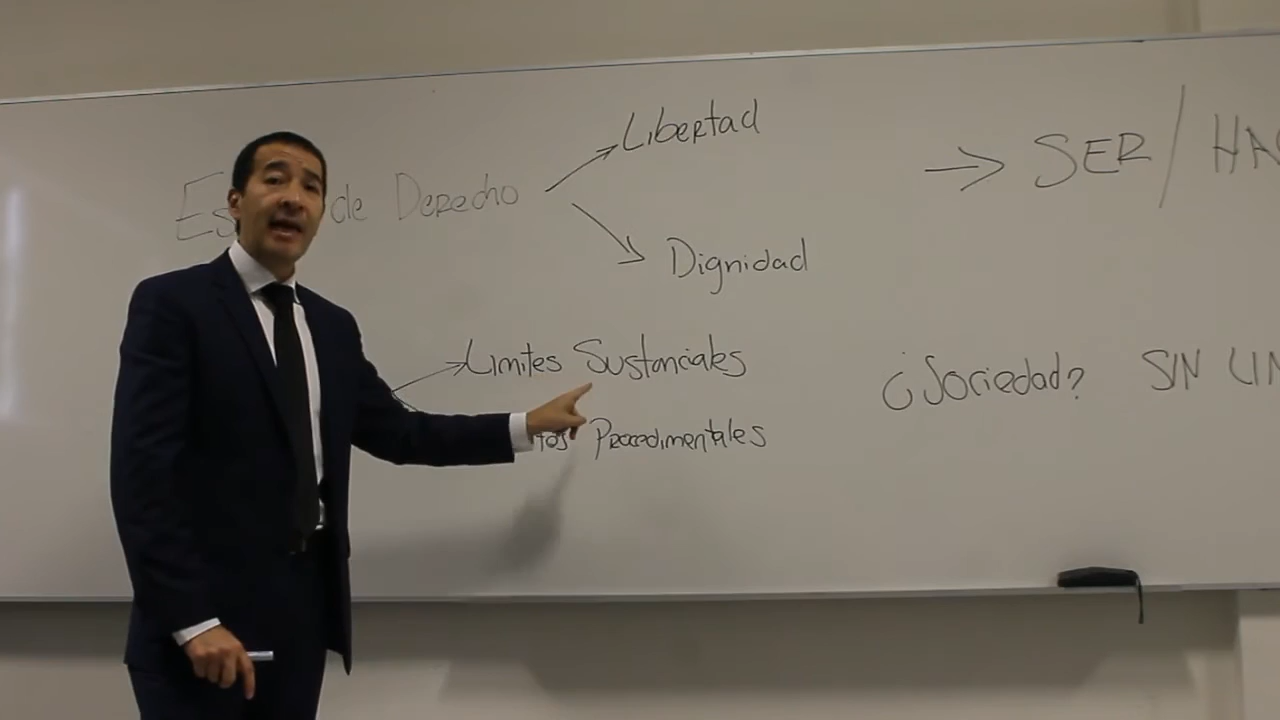 Libertad
de Derecho
Dignidad
→ SER /
Limites Sustanciales
Procedimentales
¿Sociedad? SIN